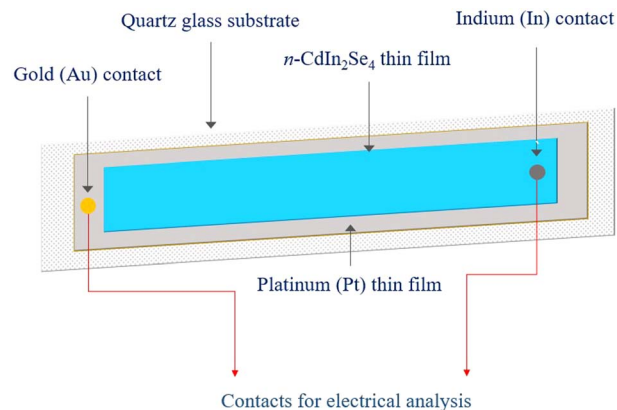 Quartz glass substrate
Indium (In) contact
n-CdIn₂Se₄ thin film
Gold (Au) contact
Platinum (Pt) thin film
Contacts for electrical analysis